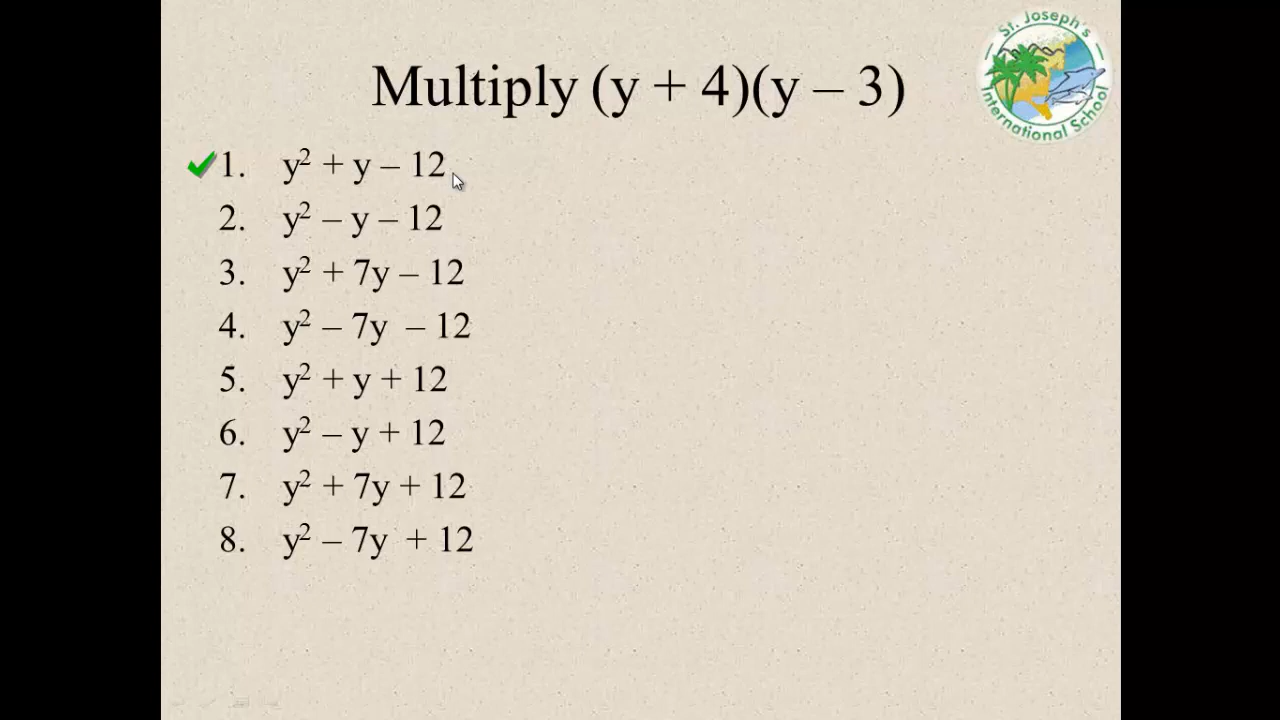 St. Joseph's
International School
Multiply (y + 4)(y – 3)
1. y² + y – 12
2. y² – y – 12
3. y² + 7y – 12
4. y² – 7y – 12
5. y² + y + 12
6. y² – y + 12
7. y² + 7y + 12
8. y² – 7y + 12